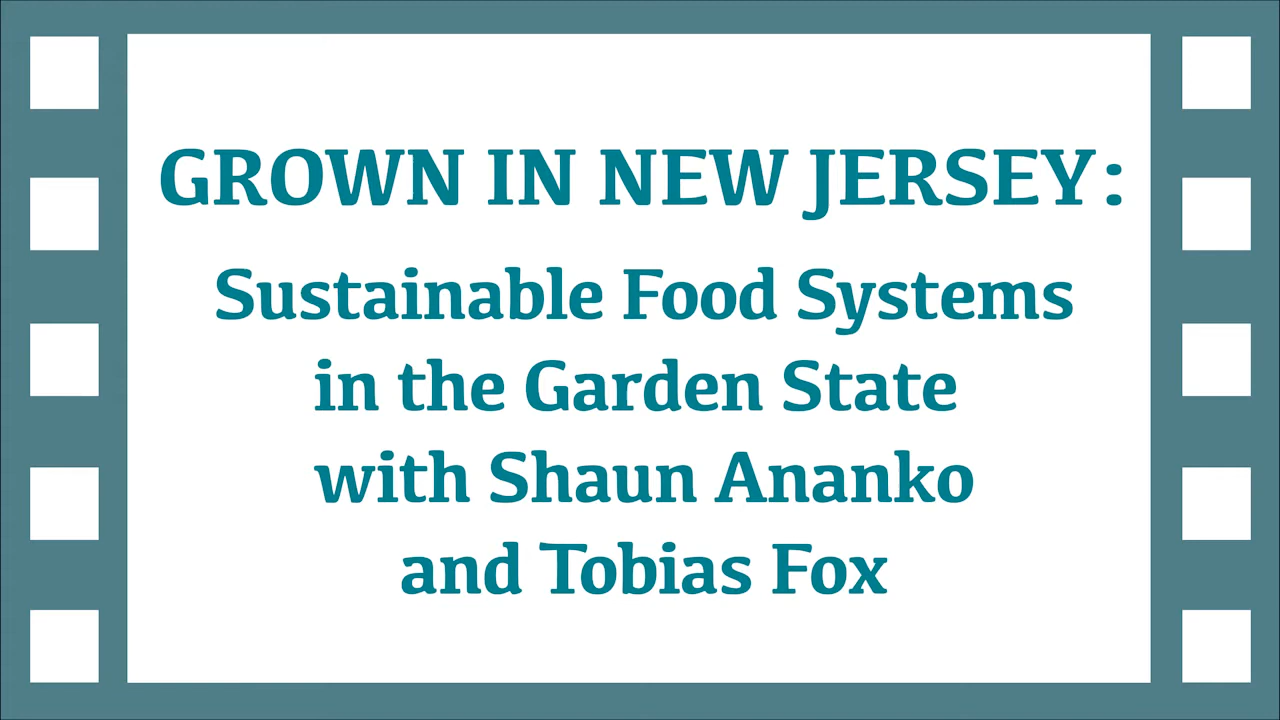 GROWN IN NEW JERSEY:
Sustainable Food Systems
in the Garden State
with Shaun Ananko
and Tobias Fox